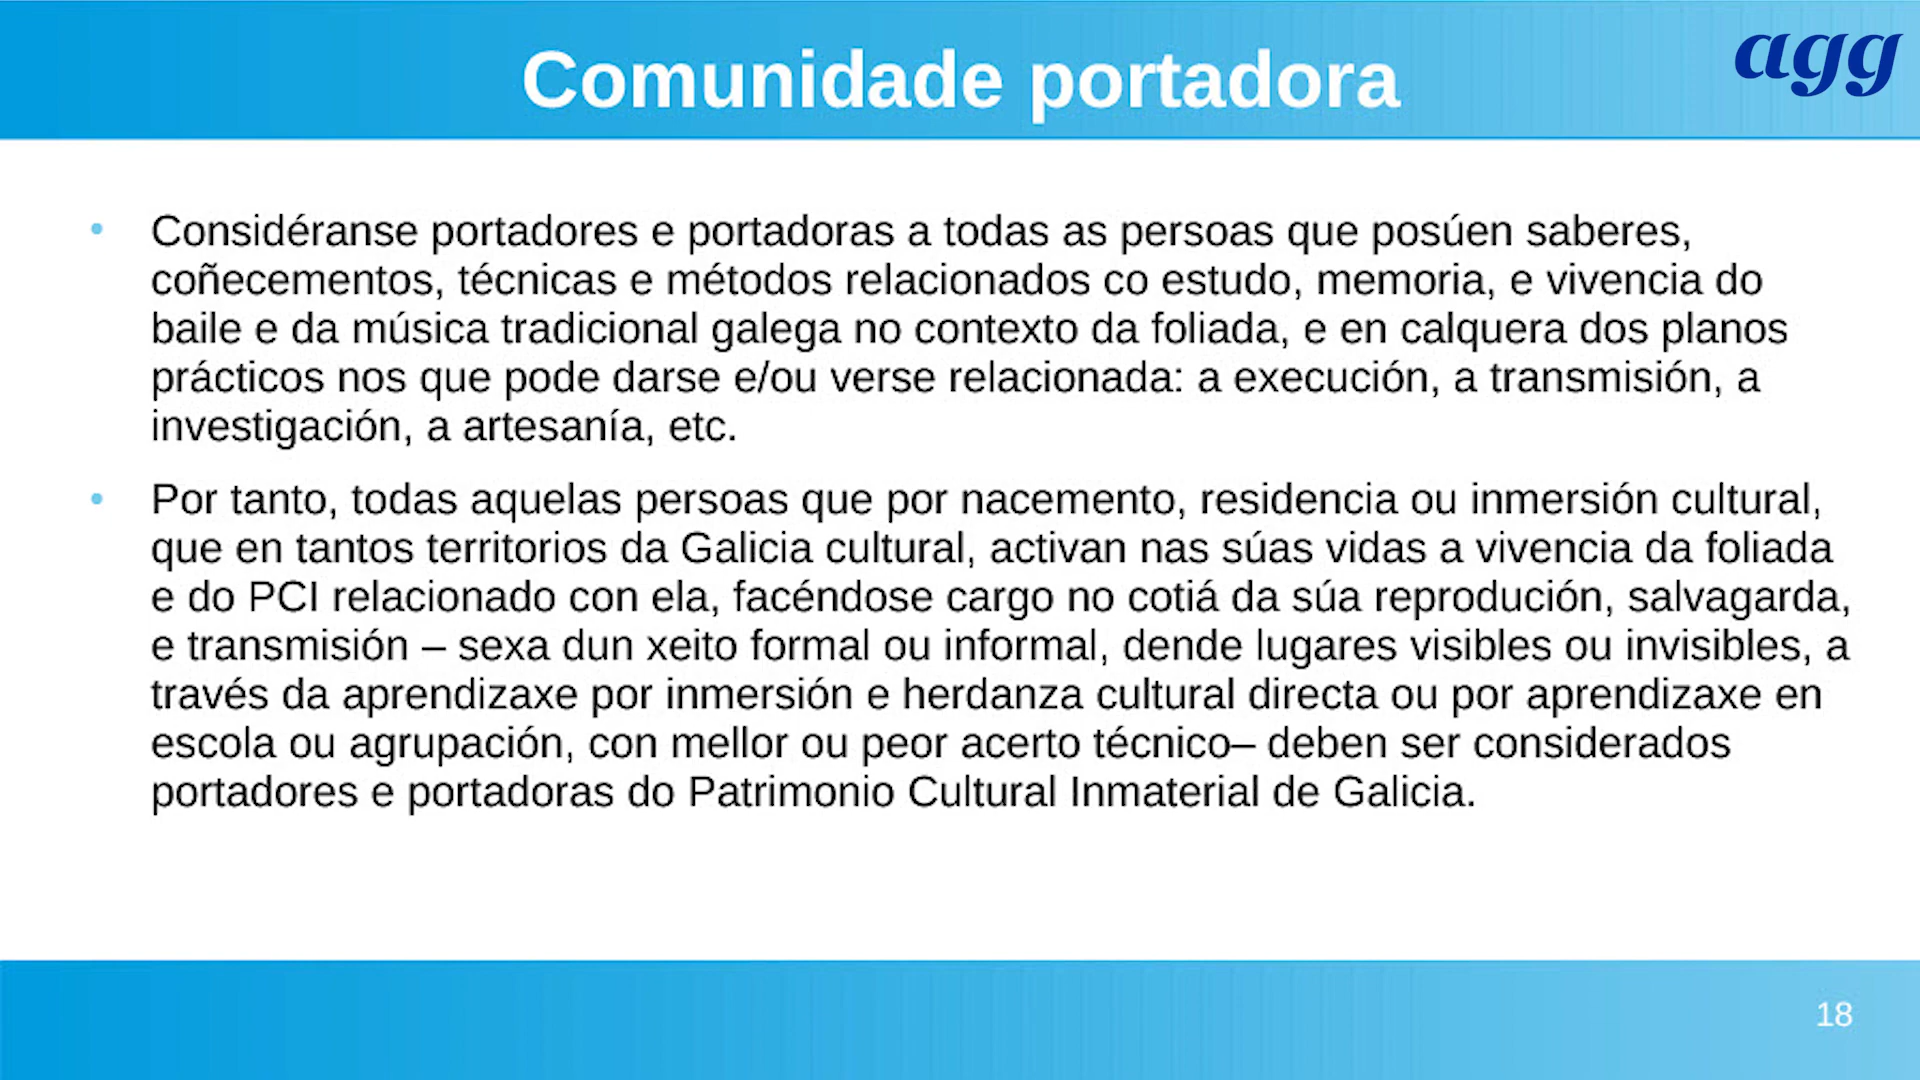 Comunidade portadora
agg
• Considéranse portadores e portadoras a todas as persoas que posúen saberes,
coñecementos, técnicas e métodos relacionados co estudo, memoria, e vivencia do
baile e da música tradicional galega no contexto da foliada, e en calquera dos planos
prácticos nos que pode darse e/ou verse relacionada: a execución, a transmisión, a
investigación, a artesanía, etc.
• Por tanto, todas aquelas persoas que por nacemento, residencia ou inmersión cultural,
que en tantos territorios da Galicia cultural, activan nas súas vidas a vivencia da foliada
e do PCI relacionado con ela, facéndose cargo no cotiá da súa reprodución, salvagarda,
e transmisión – sexa dun xeito formal ou informal, dende lugares visibles ou invisibles, a
través da aprendizaxe por inmersión e herdanza cultural directa ou por aprendizaxe en
escola ou agrupación, con mellor ou peor acerto técnico– deben ser considerados
portadores e portadoras do Patrimonio Cultural Inmaterial de Galicia.
18